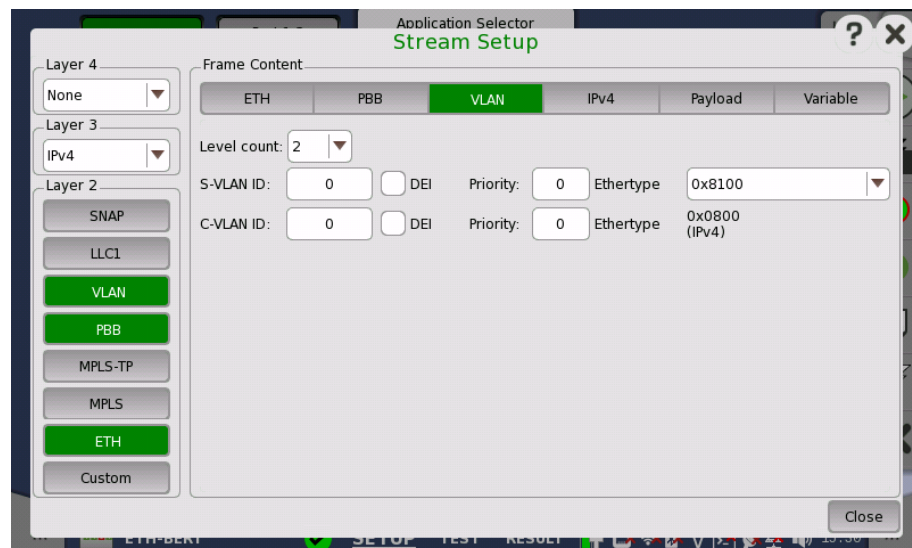 Application Selector
Stream Setup
?
Layer 4
None
Layer 3
IPv4
Layer 2
SNAP
LLC1
VLAN
PBB
MPLS-TP
MPLS
ETH
Custom
Frame Content
ETH PBB VLAN IPv4 Payload Variable
Level count: 2
S-VLAN ID: 0 DEI Priority: 0 Ethertype 0x8100
C-VLAN ID: 0 DEI Priority: 0 Ethertype 0x0800
(IPv4)
Close
ETH-BERT SETUP TEST RESULT